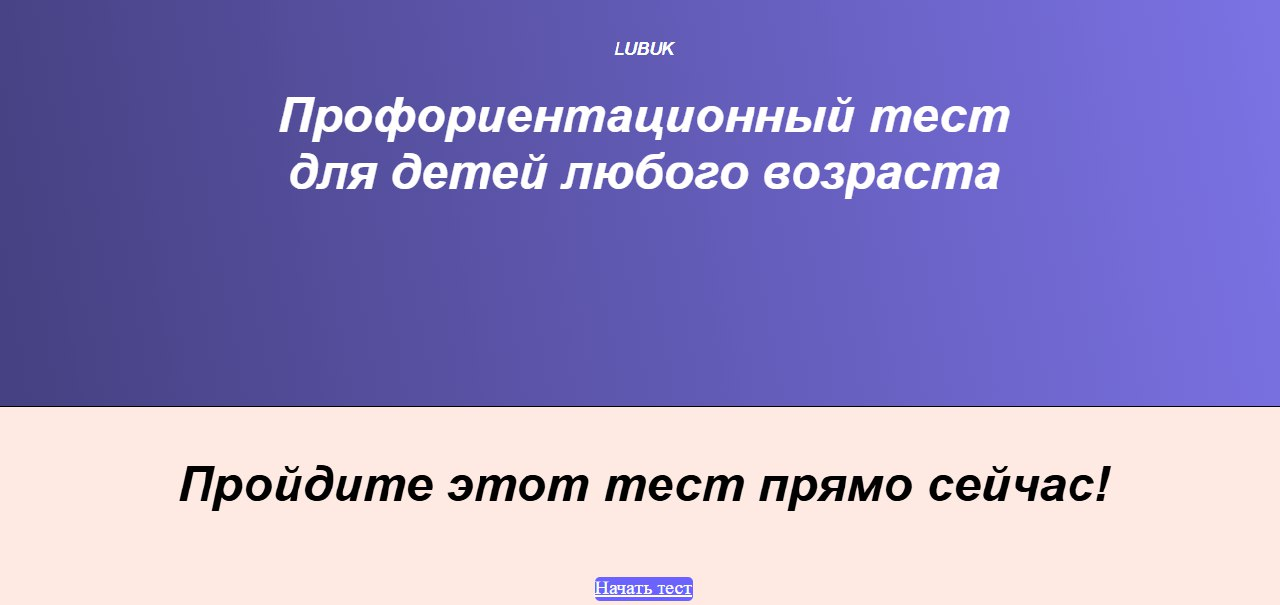 LUBUK
Профориентационный тест
для детей любого возраста
Пройдите этот тест прямо сейчас!
Начать тест